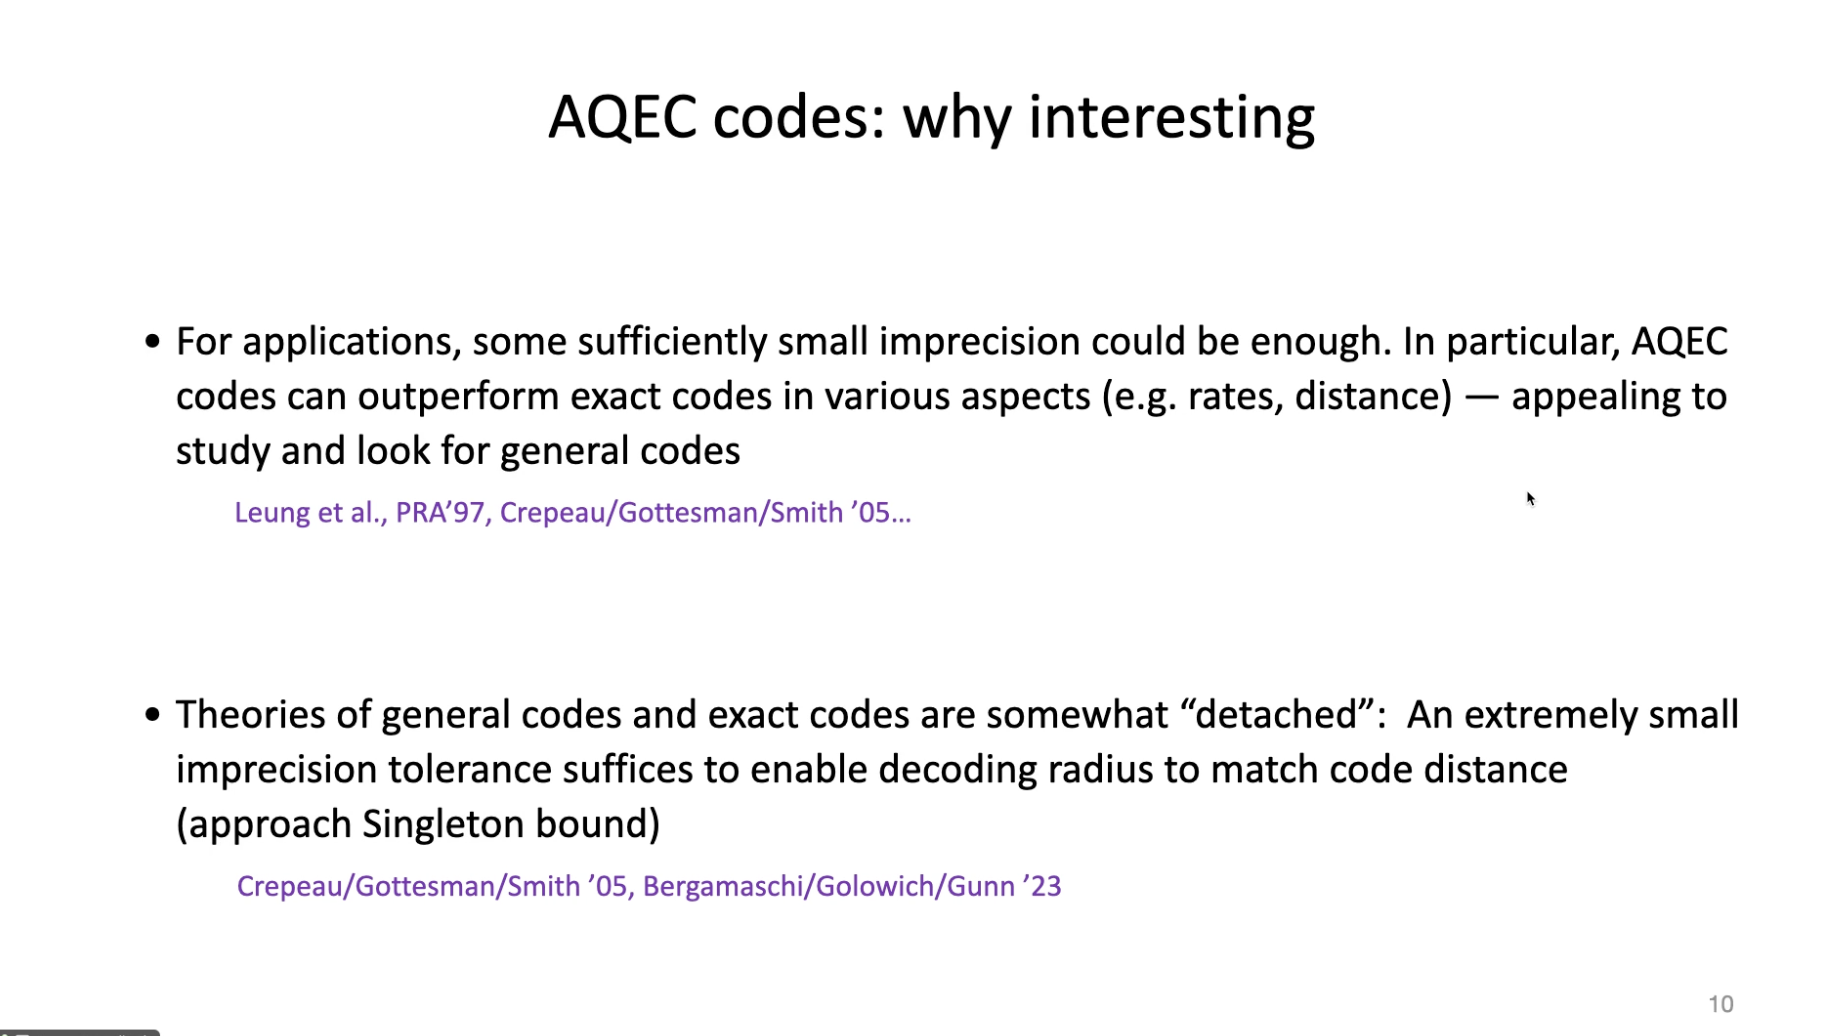 AQEC codes: why interesting
• For applications, some sufficiently small imprecision could be enough. In particular, AQEC
codes can outperform exact codes in various aspects (e.g. rates, distance) — appealing to
study and look for general codes
Leung et al., PRA’97, Crepeau/Gottesman/Smith ’05…
• Theories of general codes and exact codes are somewhat “detached”:  An extremely small
imprecision tolerance suffices to enable decoding radius to match code distance
(approach Singleton bound)
Crepeau/Gottesman/Smith ’05, Bergamaschi/Golowich/Gunn ’23
10